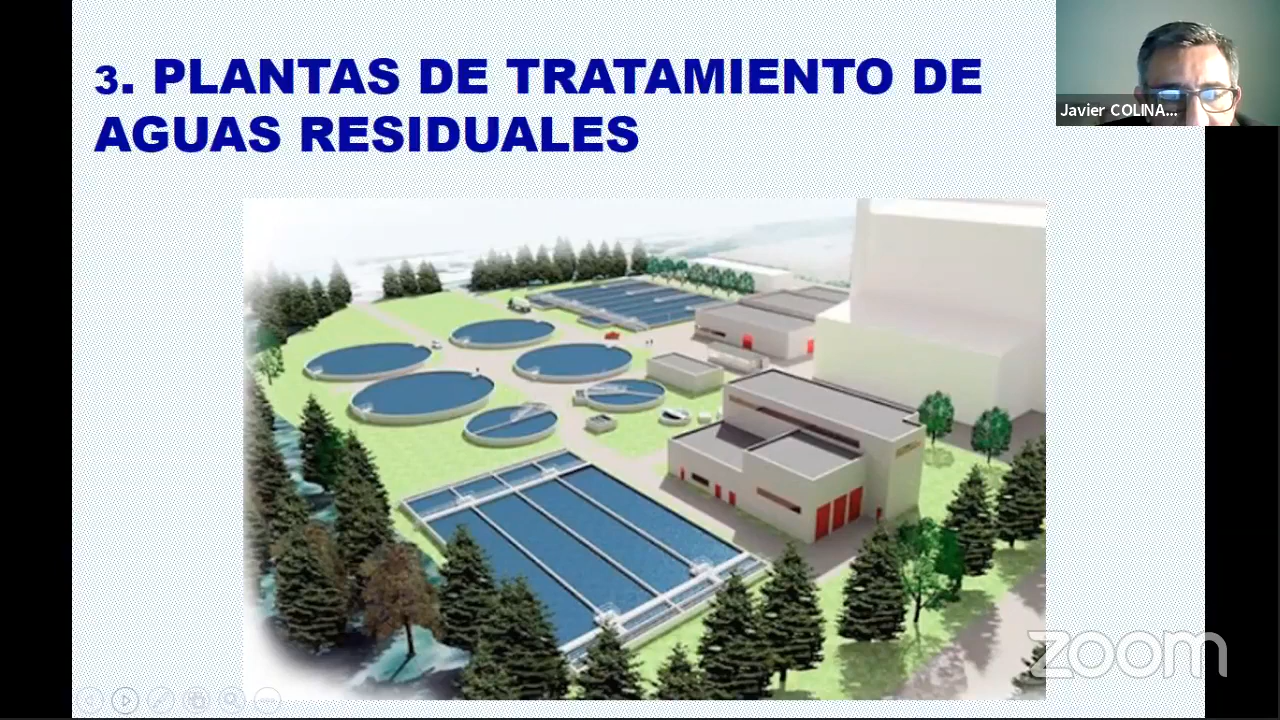 3. PLANTAS DE TRATAMIENTO DE
AGUAS RESIDUALES
Javier COLINA...
zoom